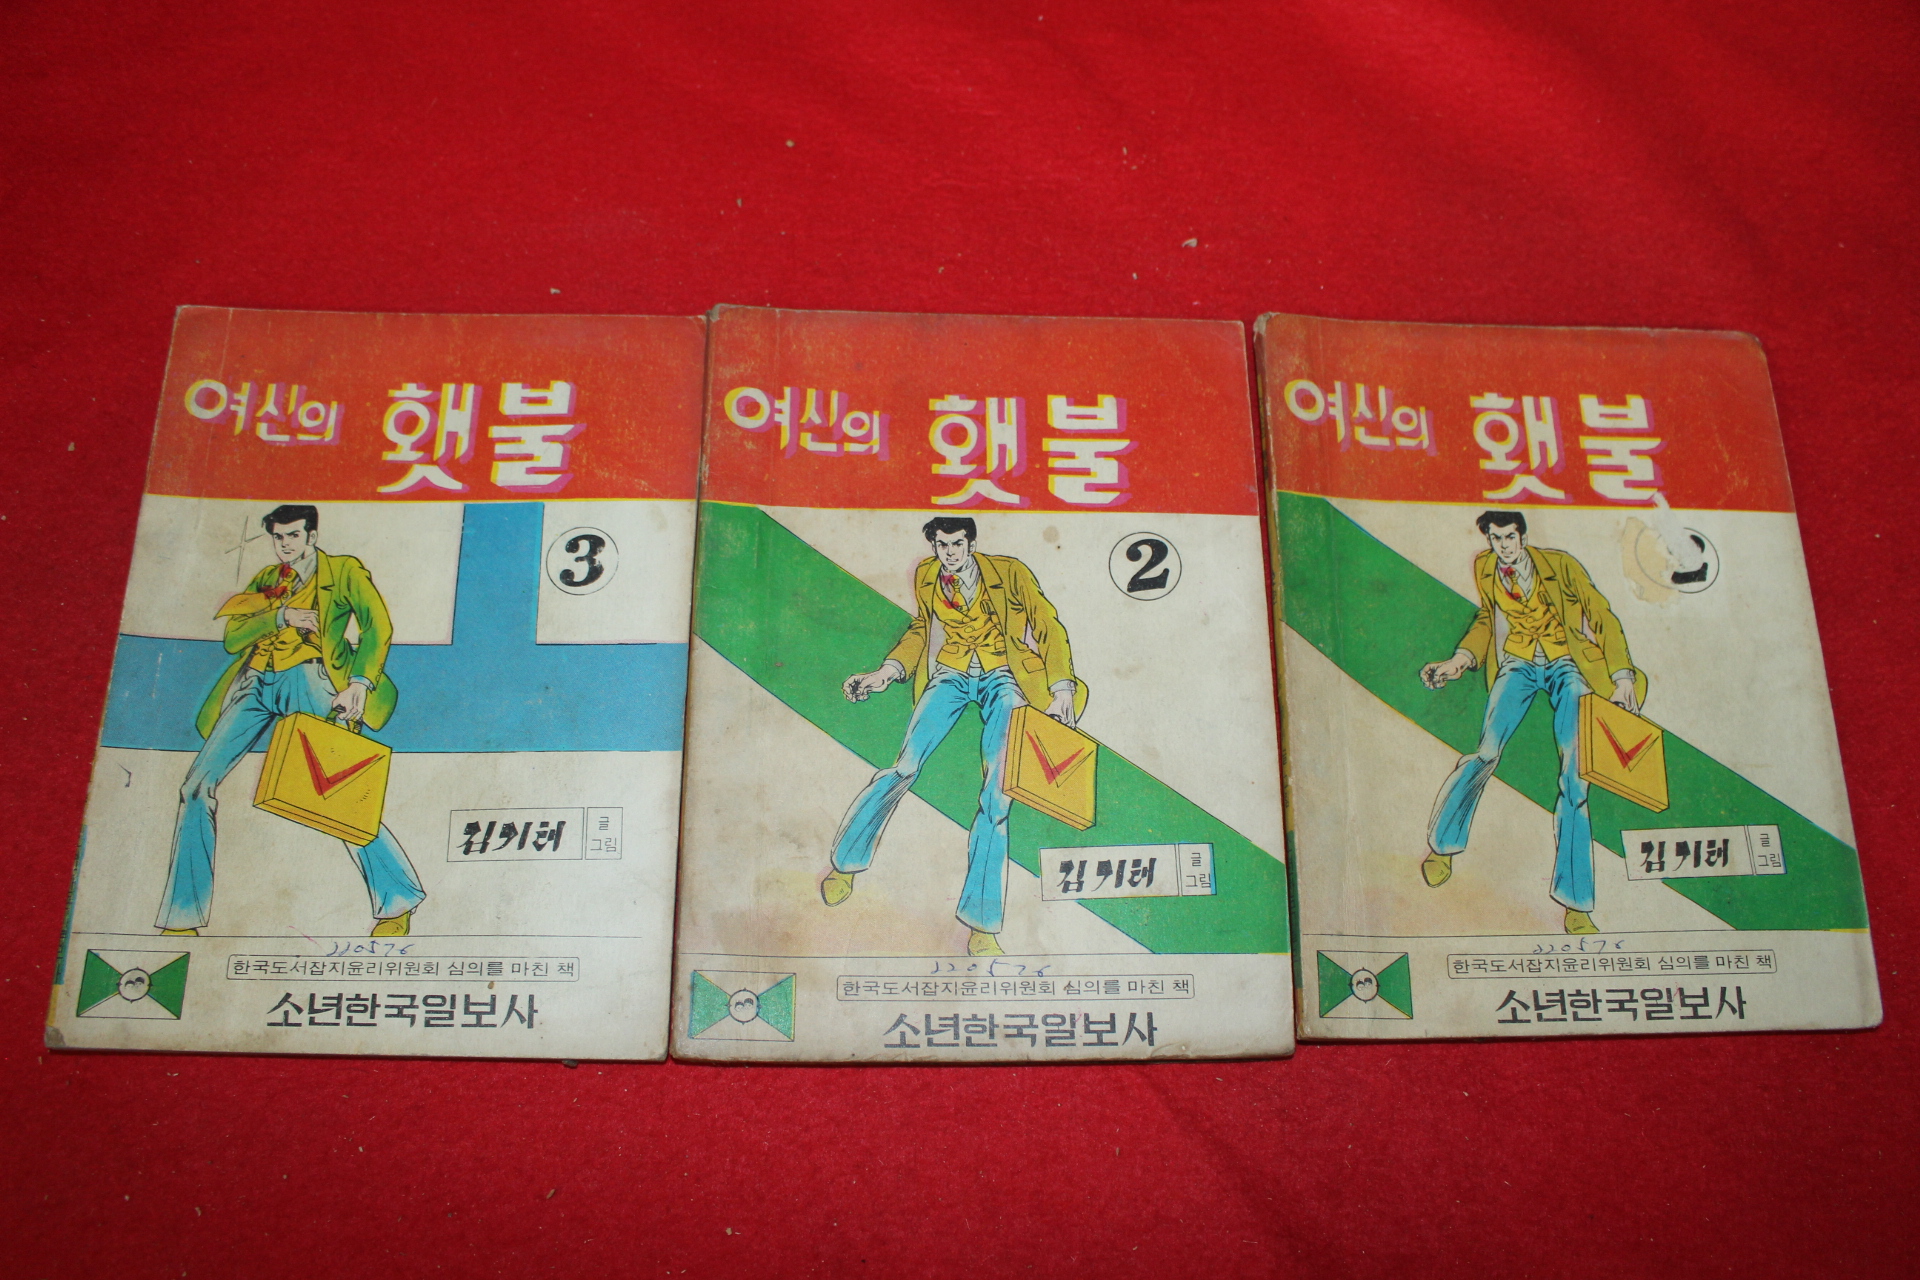 여신의 횃불
3
김기태
글
그림
220576
한국도서잡지윤리위원회 심의를 마친 책
소년한국일보사
여신의 횃불
2
김기태
글
그림
220576
한국도서잡지윤리위원회 심의를 마친 책
소년한국일보사
여신의 횃불
김기태
글
그림
220576
한국도서잡지윤리위원회 심의를 마친 책
소년한국일보사